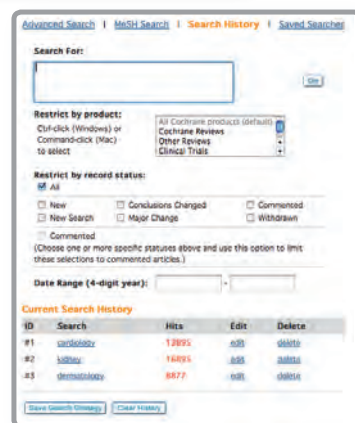 Advanced Search | MeSH Search | Search History | Saved Searches
Search For:
Go
Restrict by product:
Ctrl-click (Windows) or
Command-click (Mac)
to select
All Cochrane products (default)
Cochrane Reviews
Other Reviews
Clinical Trials
Restrict by record status:
All
New Conclusions Changed Commented
New Search Major Change Withdrawn
Commented
(Choose one or more specific statuses above and use this option to limit
these selections to commented articles.)
Date Range (4-digit year): -
Current Search History
ID Search Hits Edit Delete
#1 cardiology 12895 edit delete
#2 kidney 16895 edit delete
#3 dermatology 8877 edit delete
Save Search Strategy Clear History